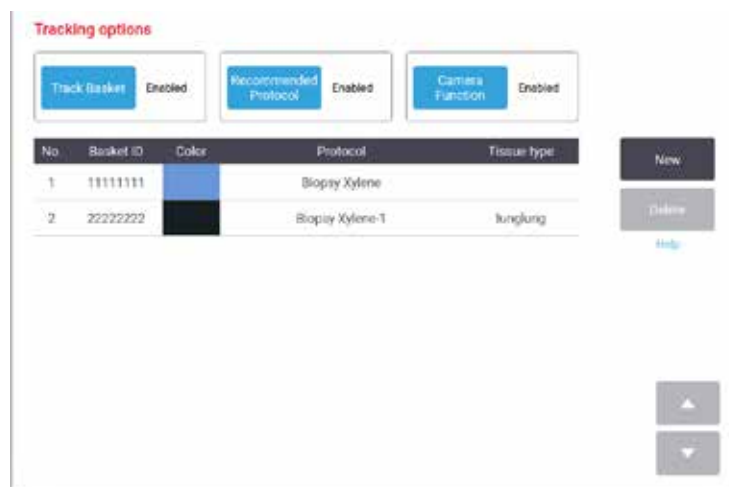 Tracking options
Track Basket Enabled
Recommended Protocol Enabled
Camera Function Enabled
No. Basket ID Color Protocol Tissue type
1 11111111 Biopsy Xylene
2 22222222 Biopsy Xylene-1 lunglung
New
Delete
Help